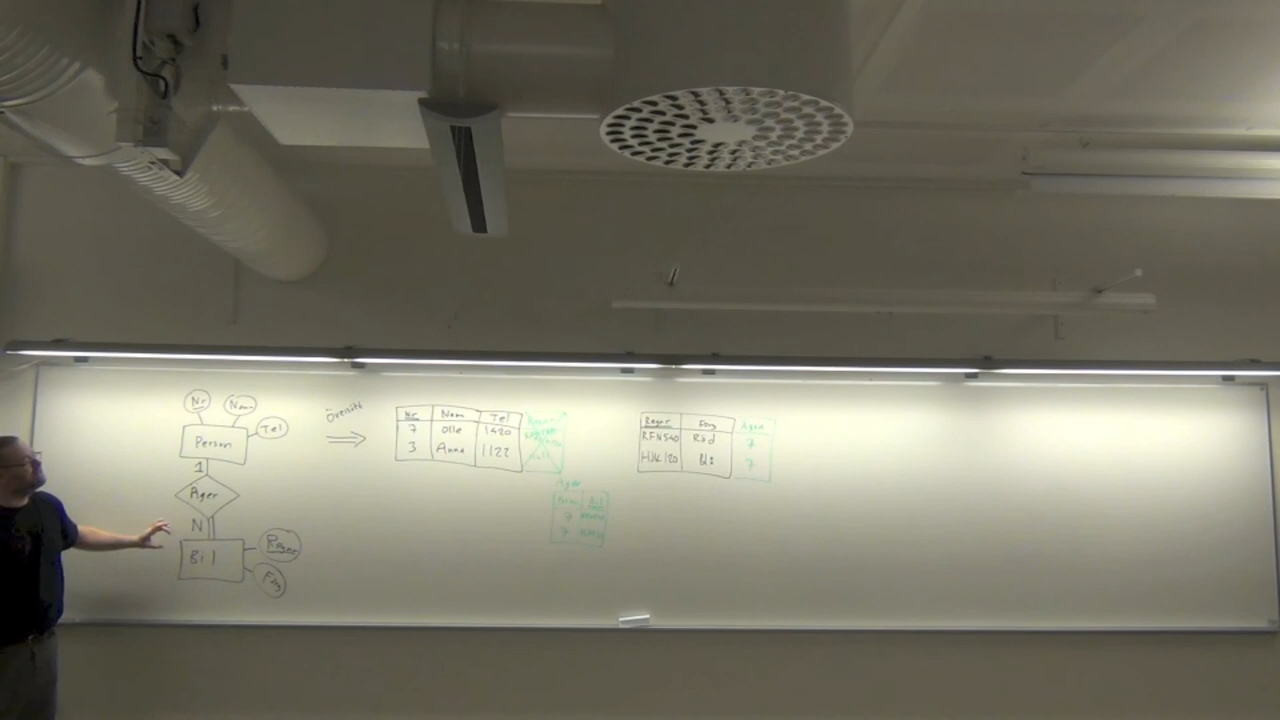 Nr
Namn
Tel
Person
1
Äger
N
Bil
Regnr
Färg
Översätt
Nr Namn Tel
7 Olle 1420
3 Anna 1122
Äger
Bil
7
7
Regnr Färg Ägare
RFN540 Röd 7
HJK120 Blå 7